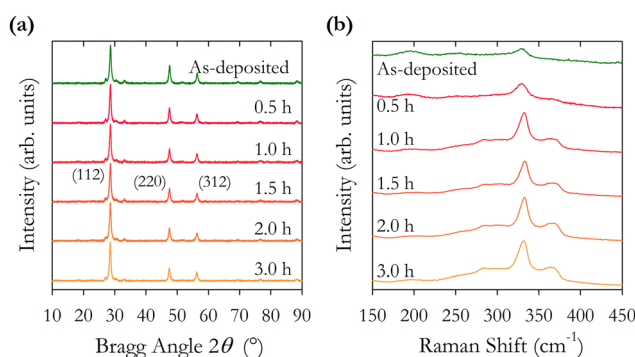 (a)
Intensity (arb. units)
As-deposited
0.5 h
1.0 h
1.5 h
(112)
(220)
(312)
2.0 h
3.0 h
10 20 30 40 50 60 70 80 90
Bragg Angle 2θ (°)
(b)
Intensity (arb. units)
As-deposited
0.5 h
1.0 h
1.5 h
2.0 h
3.0 h
150 200 250 300 350 400 450
Raman Shift (cm⁻¹)